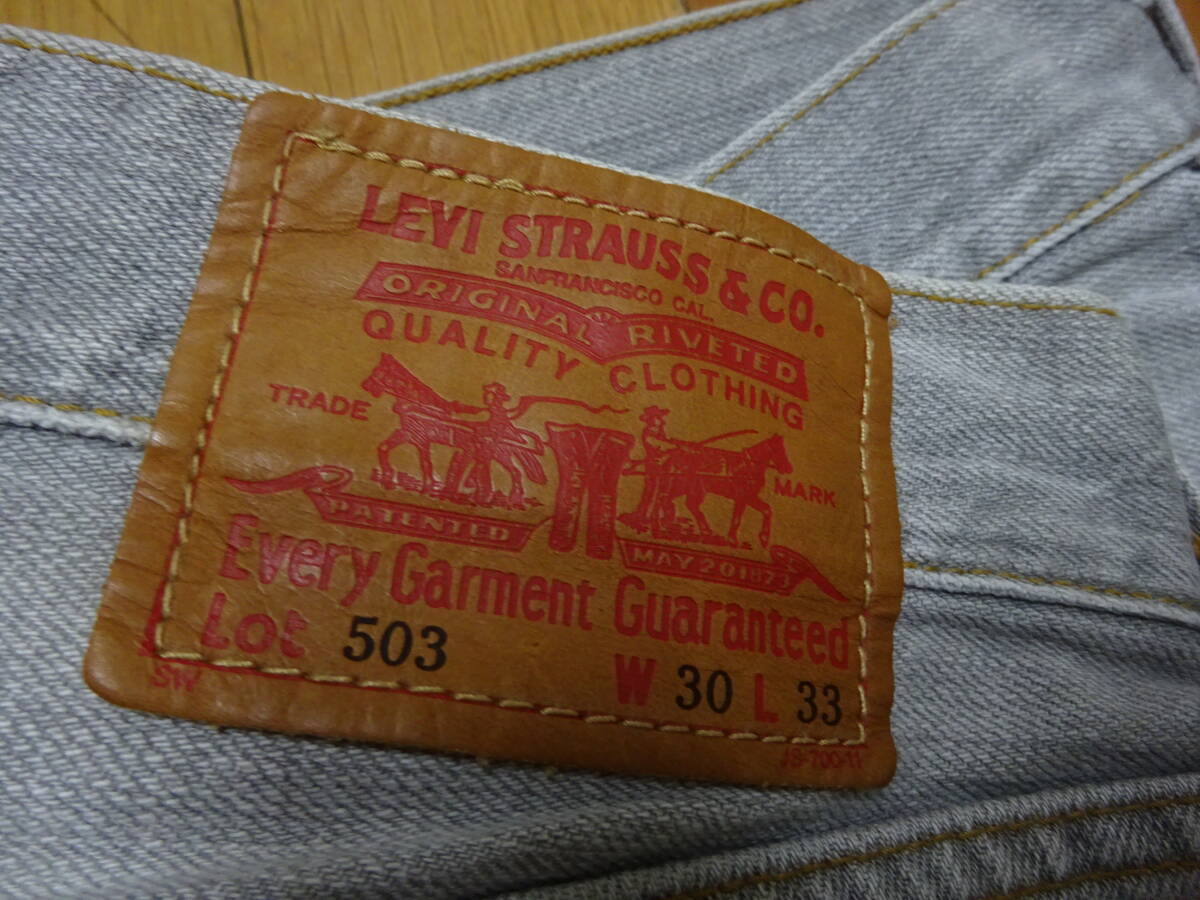 LEVI STRAUSS & CO.
SANFRANCISCO CAL.
ORIGINAL RIVETED
QUALITY CLOTHING
TRADE MARK
PATENTED MAY 20 1873
Every Garment Guaranteed
Lot 503 W 30 L 33